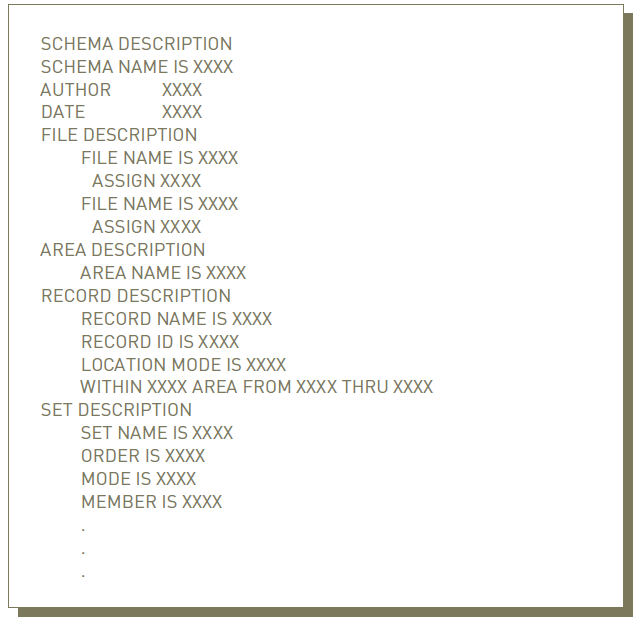 SCHEMA DESCRIPTION
SCHEMA NAME IS XXXX
AUTHOR XXXX
DATE XXXX
FILE DESCRIPTION
FILE NAME IS XXXX
ASSIGN XXXX
FILE NAME IS XXXX
ASSIGN XXXX
AREA DESCRIPTION
AREA NAME IS XXXX
RECORD DESCRIPTION
RECORD NAME IS XXXX
RECORD ID IS XXXX
LOCATION MODE IS XXXX
WITHIN XXXX AREA FROM XXXX THRU XXXX
SET DESCRIPTION
SET NAME IS XXXX
ORDER IS XXXX
MODE IS XXXX
MEMBER IS XXXX
.
.
.